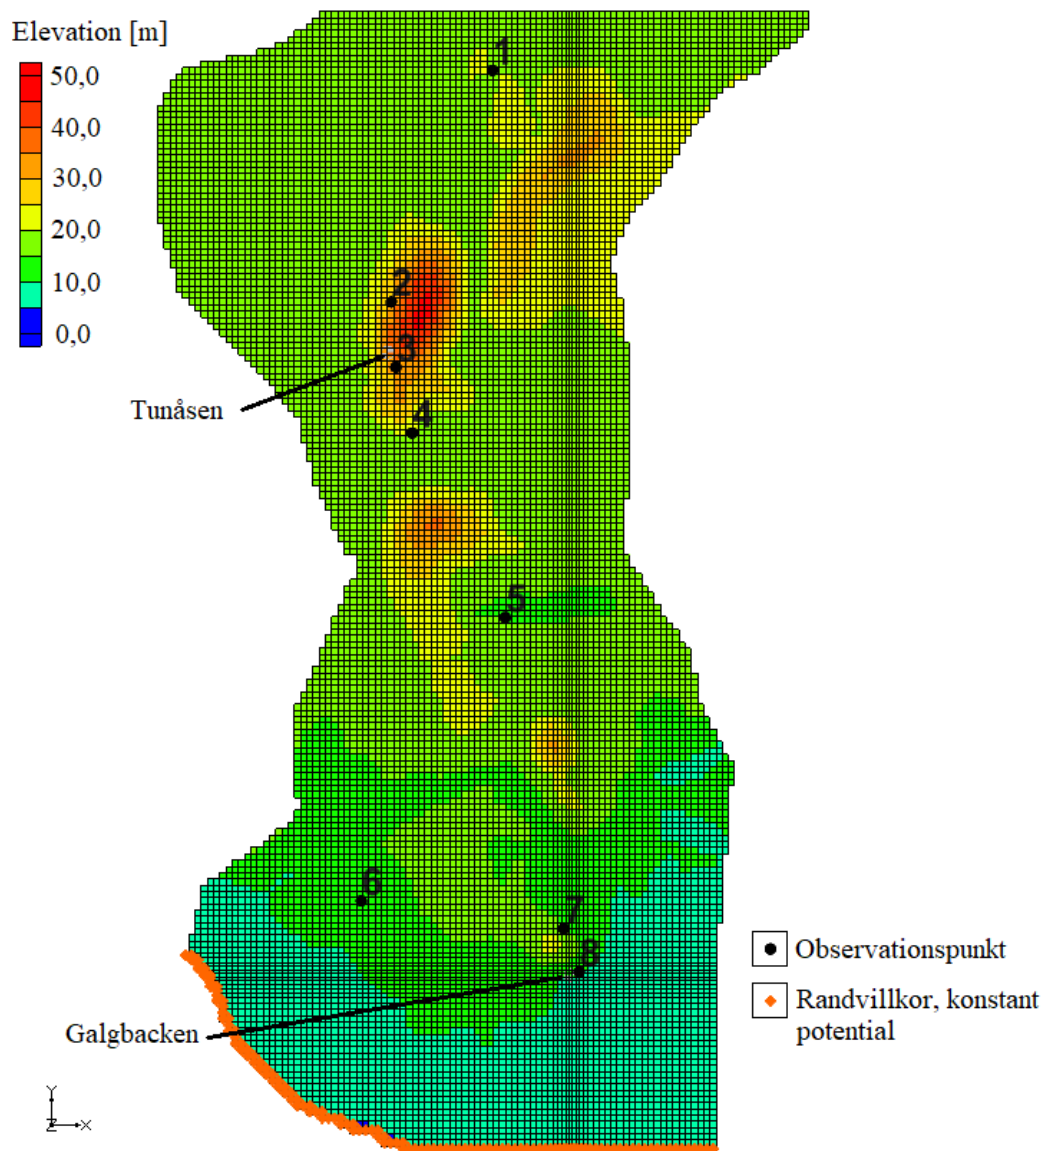 Elevation [m]
50,0
40,0
30,0
20,0
10,0
0,0
1
2
3
Tunåsen
4
5
6
7
8
Galgbacken
Observationspunkt
Randvillkor, konstant
potential
Y
Z
X